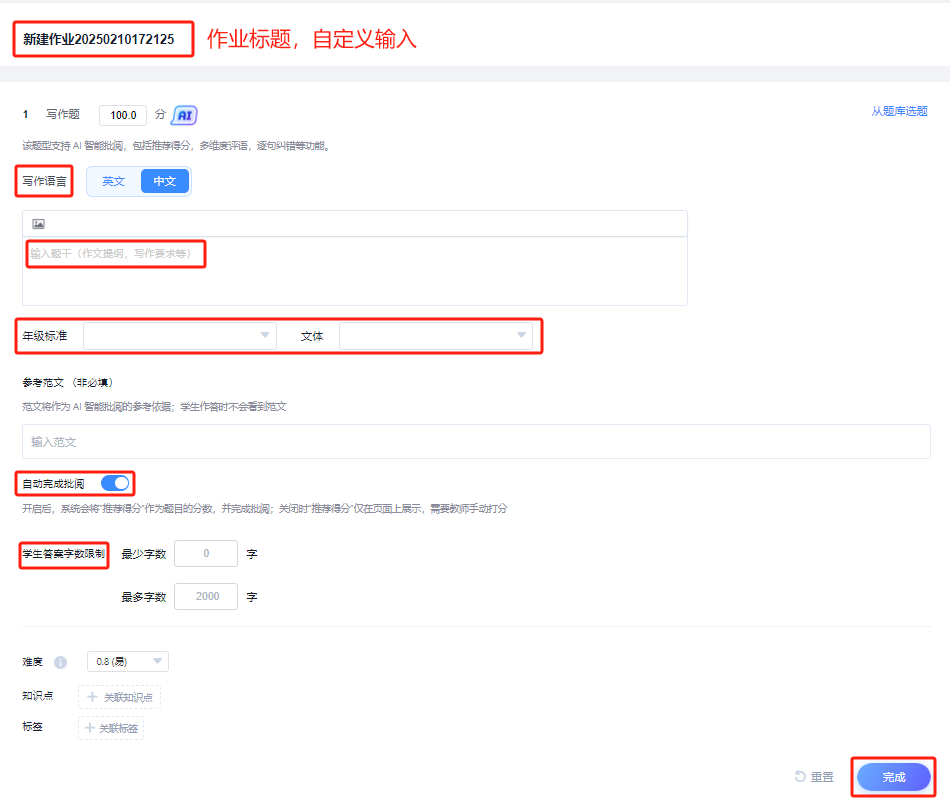 新建作业20250210172125 作业标题，自定义输入
1 写作题 100.0 分 AI 从题库选题
该题型支持 AI 智能批阅，包括推荐得分，多维度评语，逐句纠错等功能。
写作语言 英文 中文
输入题干（作文提纲，写作要求等）
年级标准 文体
参考范文 （非必填）
范文将作为 AI 智能批阅的参考依据；学生作答时不会看到范文
输入范文
自动完成批阅
开启后，系统会将“推荐得分”作为题目的分数，并完成批阅；关闭时“推荐得分”仅在页面上展示，需要教师手动打分
学生答案字数限制 最少字数 0 字
最多字数 2000 字
难度 0.8 (易)
知识点 + 关联知识点
标签 + 关联标签
重置 完成